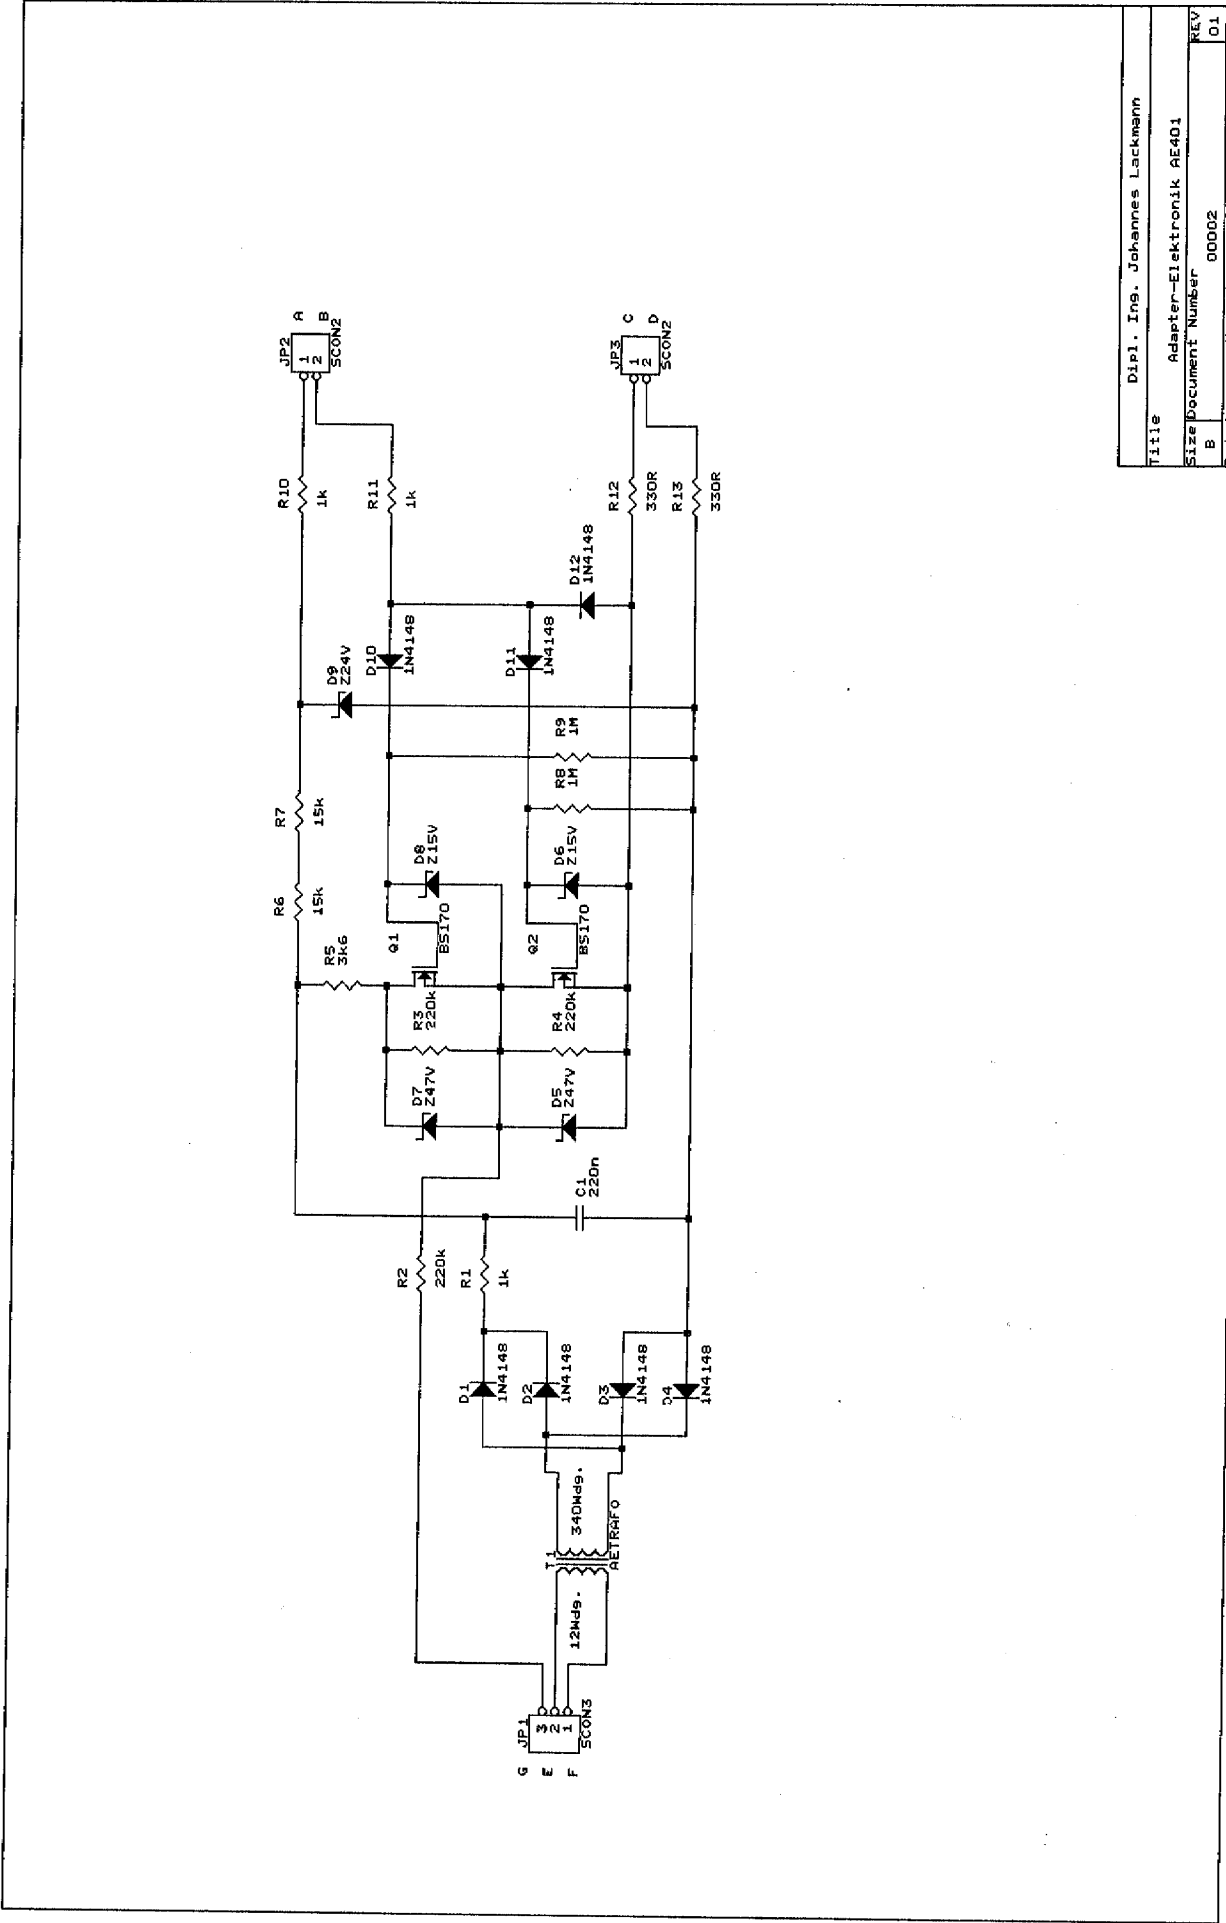 JP1
G
E
F
3
2
1
SCON3
12Wdg.
T1
340Wdg.
AETRAFO
D1
1N4148
D2
1N4148
D3
1N4148
D4
1N4148
R2
220k
R1
1k
C1
220n
D7
Z47V
D5
Z47V
R3
220k
R4
220k
R5
3k6
Q1
BS170
Q2
BS170
R6
15k
R7
15k
D8
Z15V
D6
Z15V
R8
1M
R9
1M
D9
Z24V
D10
1N4148
D11
1N4148
D12
1N4148
R10
1k
R11
1k
R12
330R
R13
330R
JP2
1
2
A
B
SCON2
JP3
1
2
C
D
SCON2
Dipl. Ing. Johannes Lackmann
Title
Adapter-Elektronik AE401
Size Document Number REV
B 00002 01